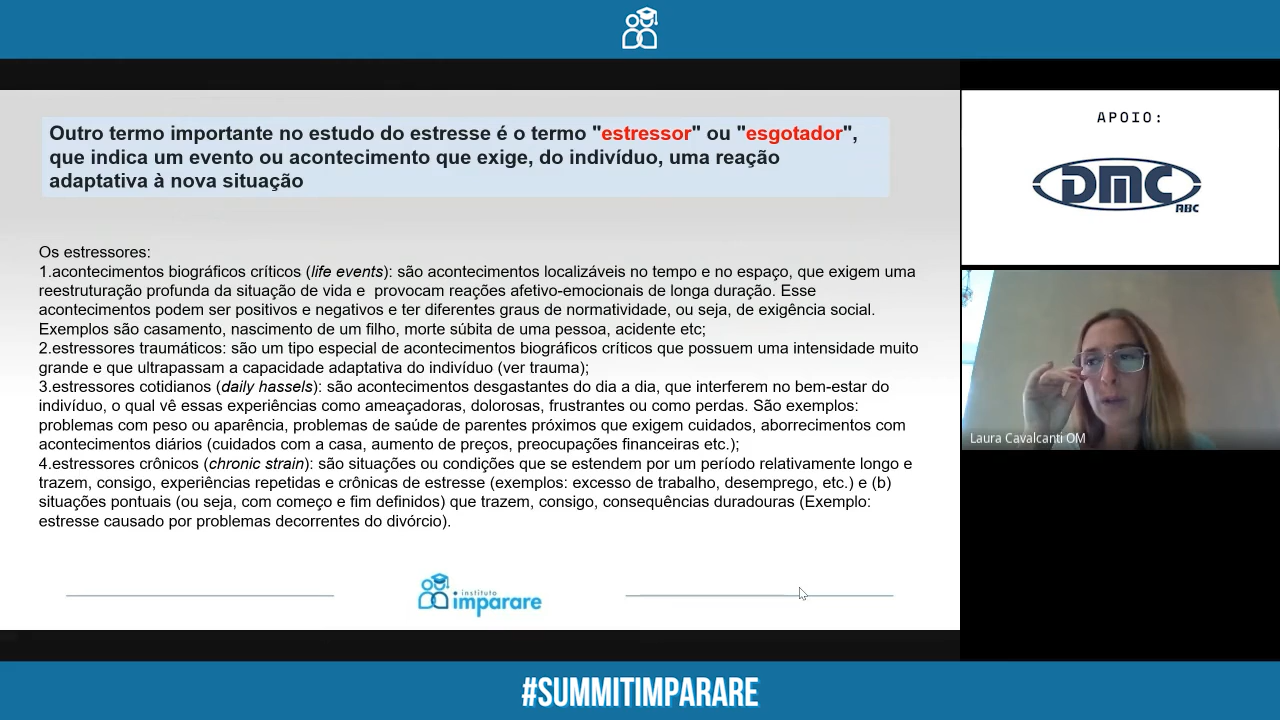 Outro termo importante no estudo do estresse é o termo "estressor" ou "esgotador",
que indica um evento ou acontecimento que exige, do indivíduo, uma reação
adaptativa à nova situação
Os estressores:
1.acontecimentos biográficos críticos (life events): são acontecimentos localizáveis no tempo e no espaço, que exigem uma
reestruturação profunda da situação de vida e  provocam reações afetivo-emocionais de longa duração. Esse
acontecimentos podem ser positivos e negativos e ter diferentes graus de normatividade, ou seja, de exigência social.
Exemplos são casamento, nascimento de um filho, morte súbita de uma pessoa, acidente etc;
2.estressores traumáticos: são um tipo especial de acontecimentos biográficos críticos que possuem uma intensidade muito
grande e que ultrapassam a capacidade adaptativa do indivíduo (ver trauma);
3.estressores cotidianos (daily hassels): são acontecimentos desgastantes do dia a dia, que interferem no bem-estar do
indivíduo, o qual vê essas experiências como ameaçadoras, dolorosas, frustrantes ou como perdas. São exemplos:
problemas com peso ou aparência, problemas de saúde de parentes próximos que exigem cuidados, aborrecimentos com
acontecimentos diários (cuidados com a casa, aumento de preços, preocupações financeiras etc.);
4.estressores crônicos (chronic strain): são situações ou condições que se estendem por um período relativamente longo e
trazem, consigo, experiências repetidas e crônicas de estresse (exemplos: excesso de trabalho, desemprego, etc.) e (b)
situações pontuais (ou seja, com começo e fim definidos) que trazem, consigo, consequências duradouras (Exemplo:
estresse causado por problemas decorrentes do divórcio).
instituto
imparare
APOIO:
DMC
ABC
Laura Cavalcanti OM
#SUMMITIMPARARE